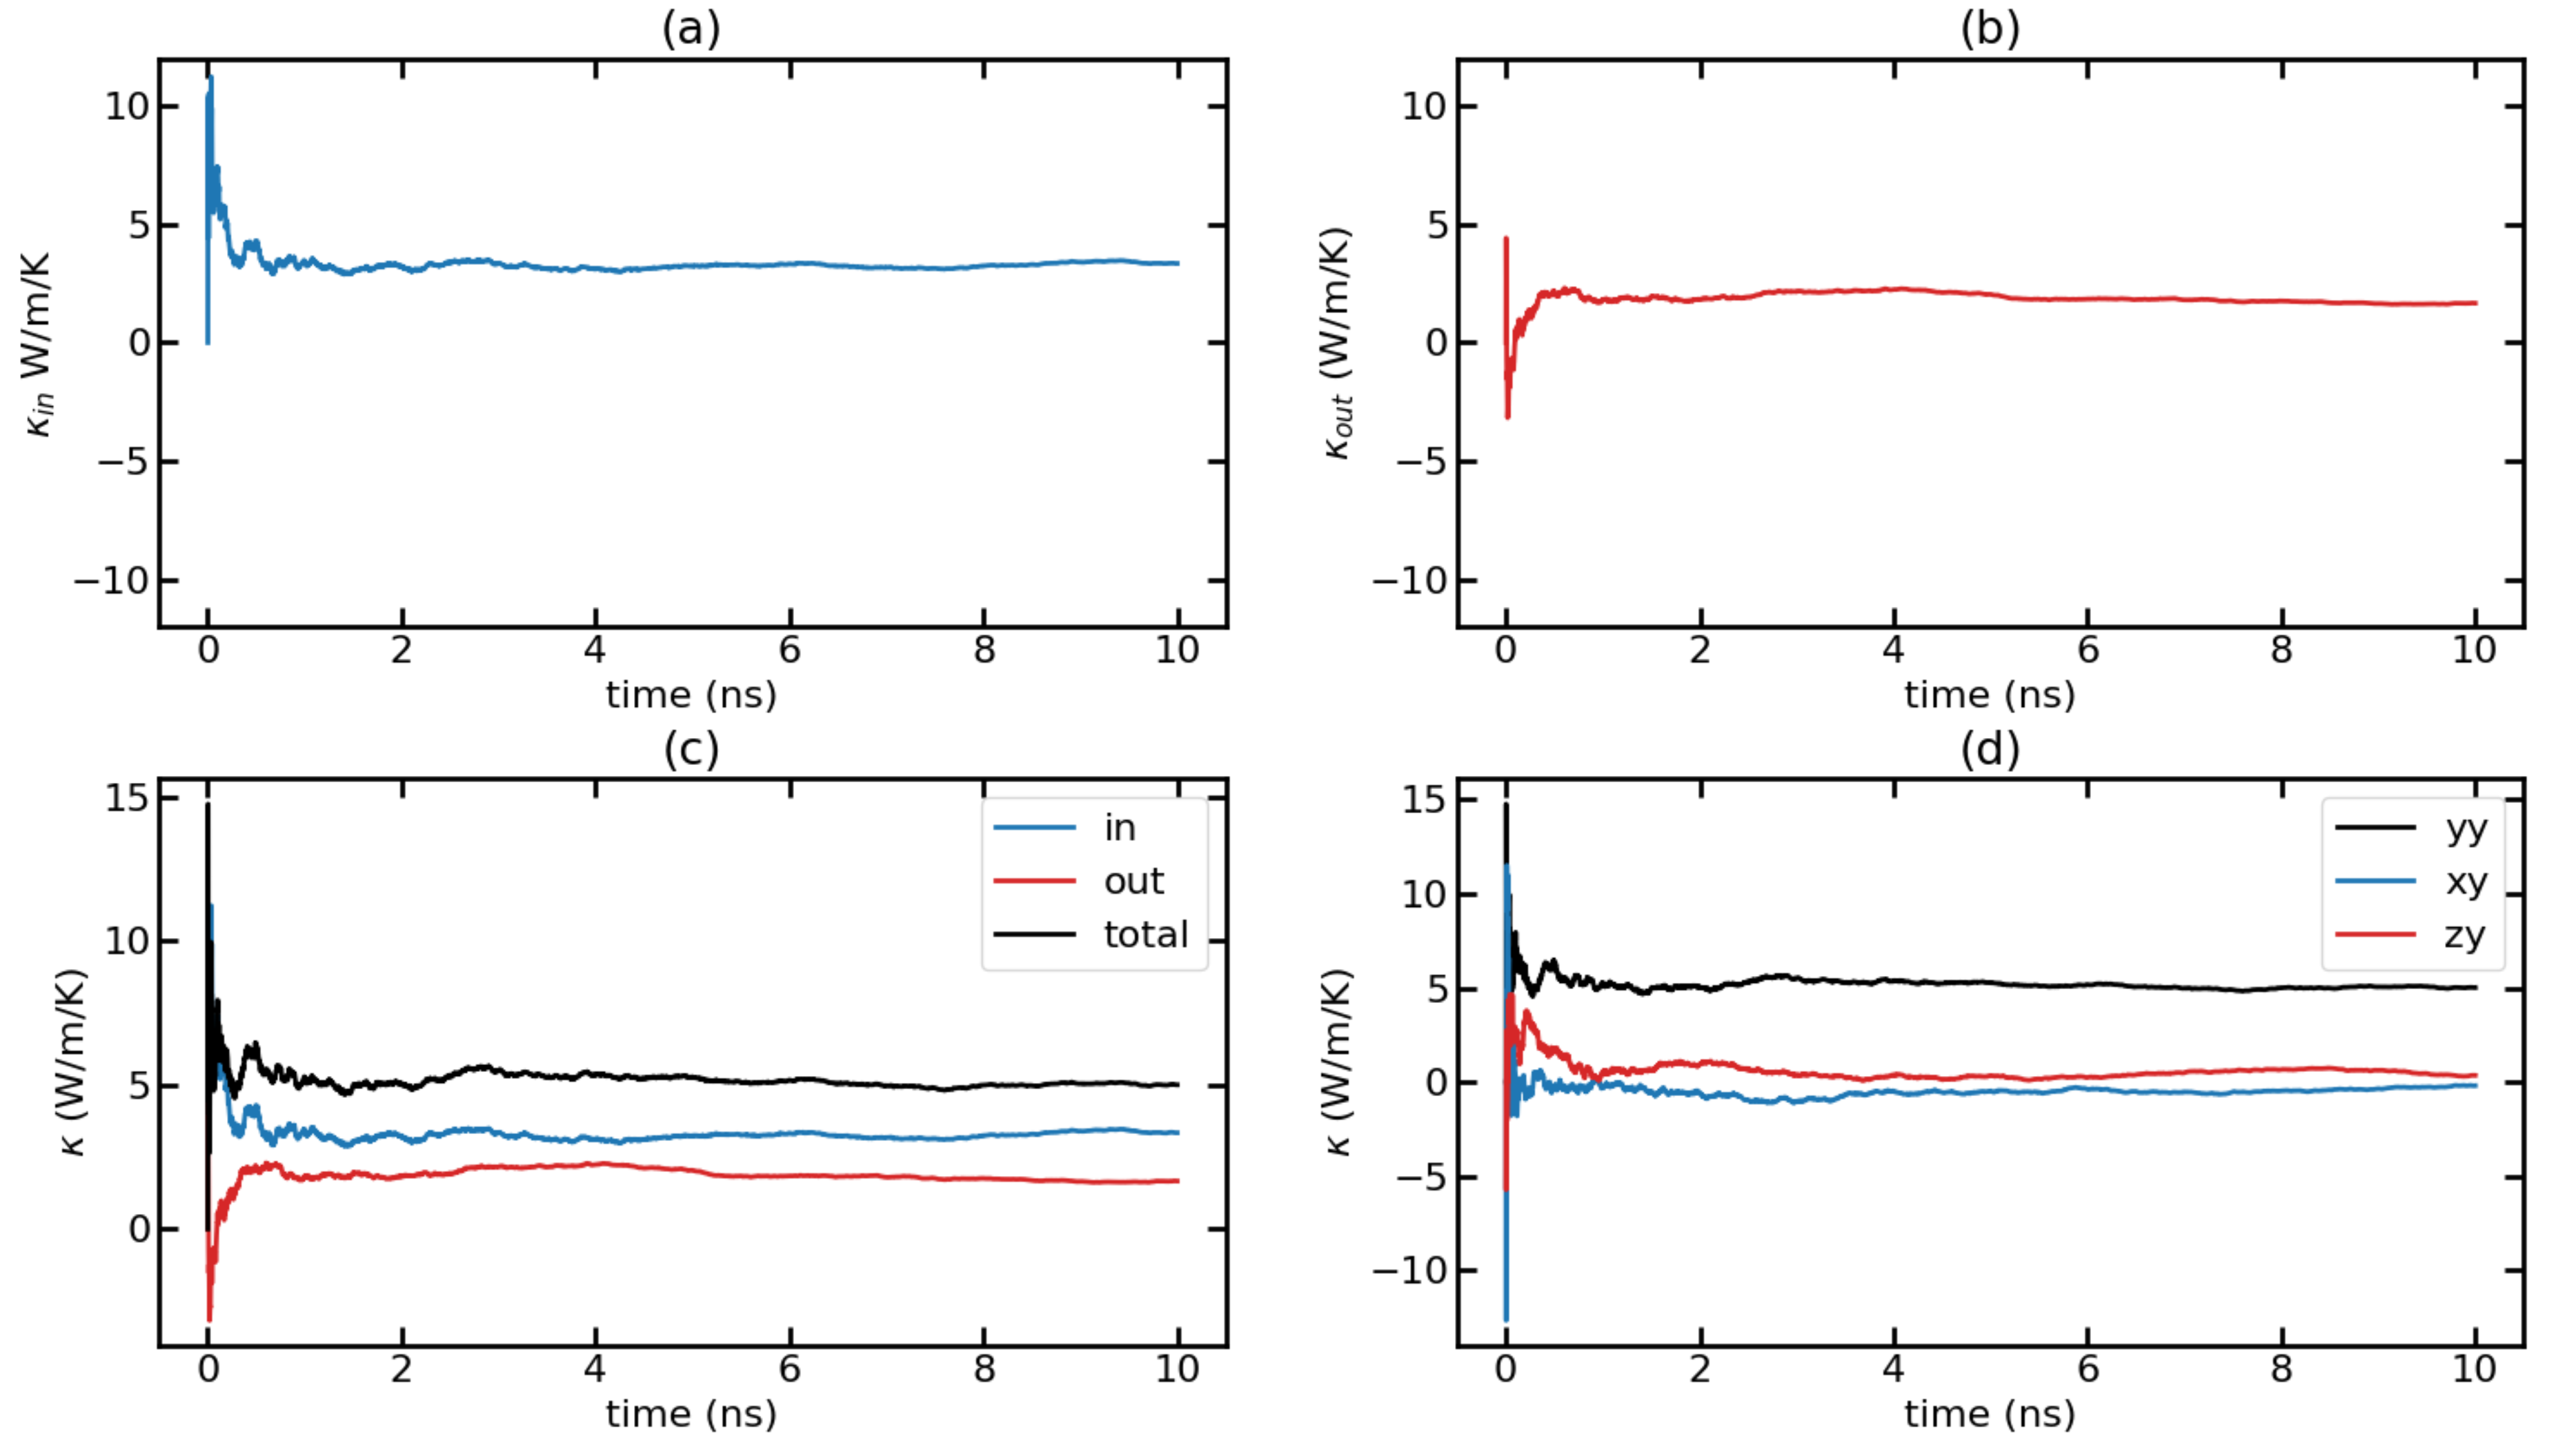 (a)
10
5
0
−5
−10
κin W/m/K
0 2 4 6 8 10
time (ns)
(b)
10
5
0
−5
−10
κout (W/m/K)
0 2 4 6 8 10
time (ns)
(c)
15
10
5
0
κ (W/m/K)
in
out
total
0 2 4 6 8 10
time (ns)
(d)
15
10
5
0
−5
−10
κ (W/m/K)
yy
xy
zy
0 2 4 6 8 10
time (ns)